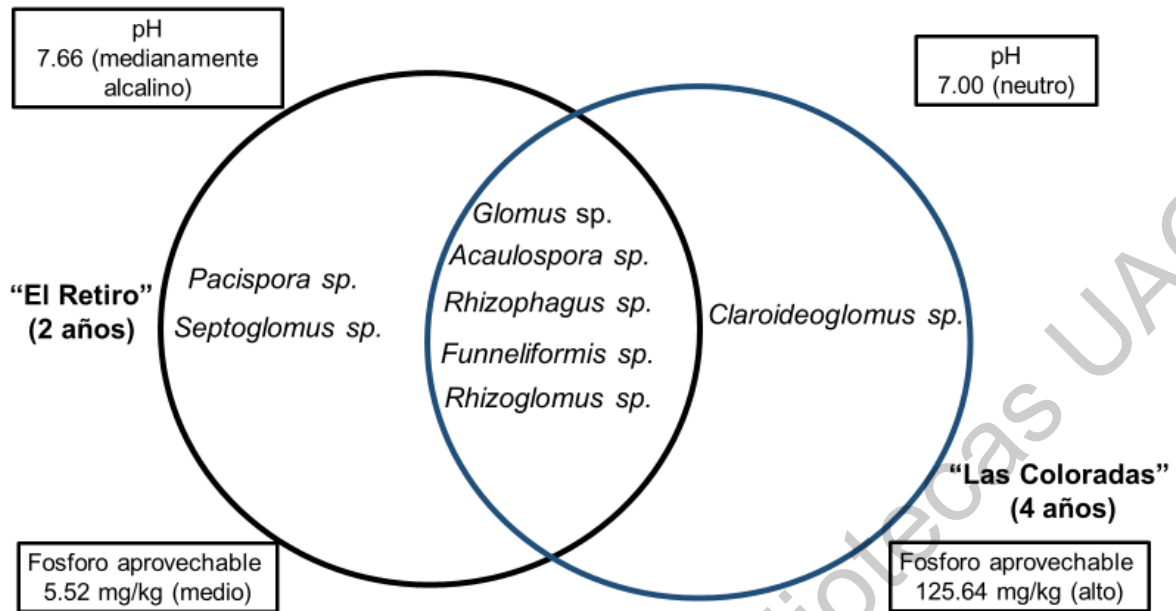 pH
7.66 (medianamente
alcalino)
pH
7.00 (neutro)
Glomus sp.
Acaulospora sp.
Rhizophagus sp.
Funneliformis sp.
Rhizoglomus sp.
Pacispora sp.
Septoglomus sp.
Claroideoglomus sp.
“El Retiro”
(2 años)
“Las Coloradas”
(4 años)
Fosforo aprovechable
5.52 mg/kg (medio)
Fosforo aprovechable
125.64 mg/kg (alto)